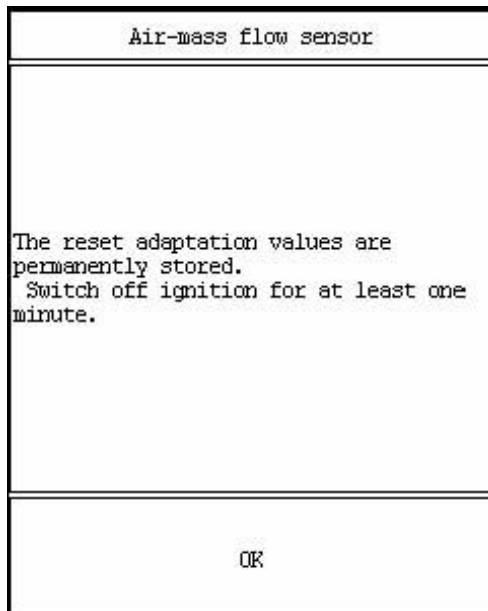 Air-mass flow sensor
The reset adaptation values are
permanently stored.
Switch off ignition for at least one
minute.
OK